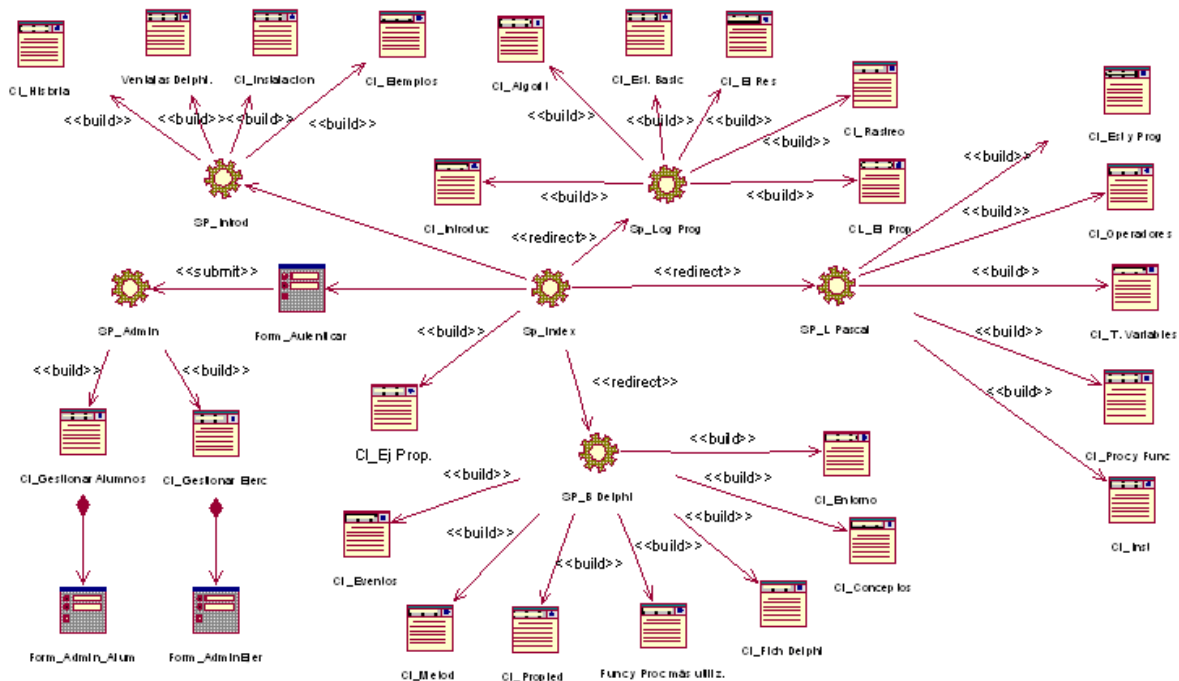 Cl_Historia
Ventajas Delphi.
Cl_Instalacion
Cl_Ejemplos
Cl_Algorit
Cl_Est. Basic
Cl_El Res
Cl_Rastreo
Cl_Est y Prog
<<build>>
<<build>>
<<build>>
<<build>>
<<build>>
<<build>>
<<build>>
<<build>>
<<build>>
SP_Introd
Cl_Introduc
<<build>>
Sp_Log Prog
<<build>>
CL_Ej Prop
<<build>>
Cl_Operadores
<<redirect>>
<<submit>>
<<redirect>>
<<build>>
SP_Admin
Form_Autenticar
Sp_Index
SP_L Pascal
Cl_T. Variables
<<build>>
<<build>>
<<build>>
<<redirect>>
<<build>>
<<build>>
Cl_Ej Prop.
Cl_Proc y Func
Cl_Gestionar Alumnos
Cl_Gestionar Ejerc
<<build>>
SP_B Delphi
Cl_Entorno
<<build>>
<<build>>
<<build>>
<<build>>
<<build>>
<<build>>
Cl_Inst
Cl_Eventos
Cl_Conceptos
Form_Admin_Alum
Form_AdminEjer
Cl_Metod
Cl_Propied
Func y Proc más utiliz.
Cl_Fich Delphi